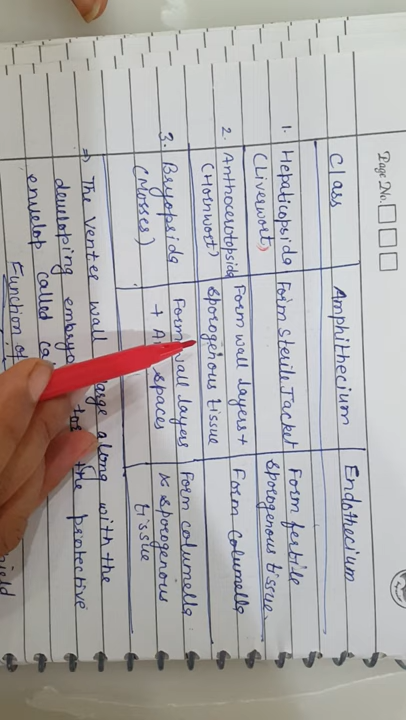 Page No.
Class Amphithecium Endothecium
1. Hepaticopsida Form Sterile Jacket Form fertile
(Liverwort) sporogenous tissue
2. Anthocerotopsida Form wall layers + Form Columella
(Hornwort) sporogenous tissue
3. Bryopsida Form wall layers Form columella
(Mosses) + spaces & sporogenous
tissue
⇒ The Venter wall along with the
developing embryo the protective
envelop called
Function of